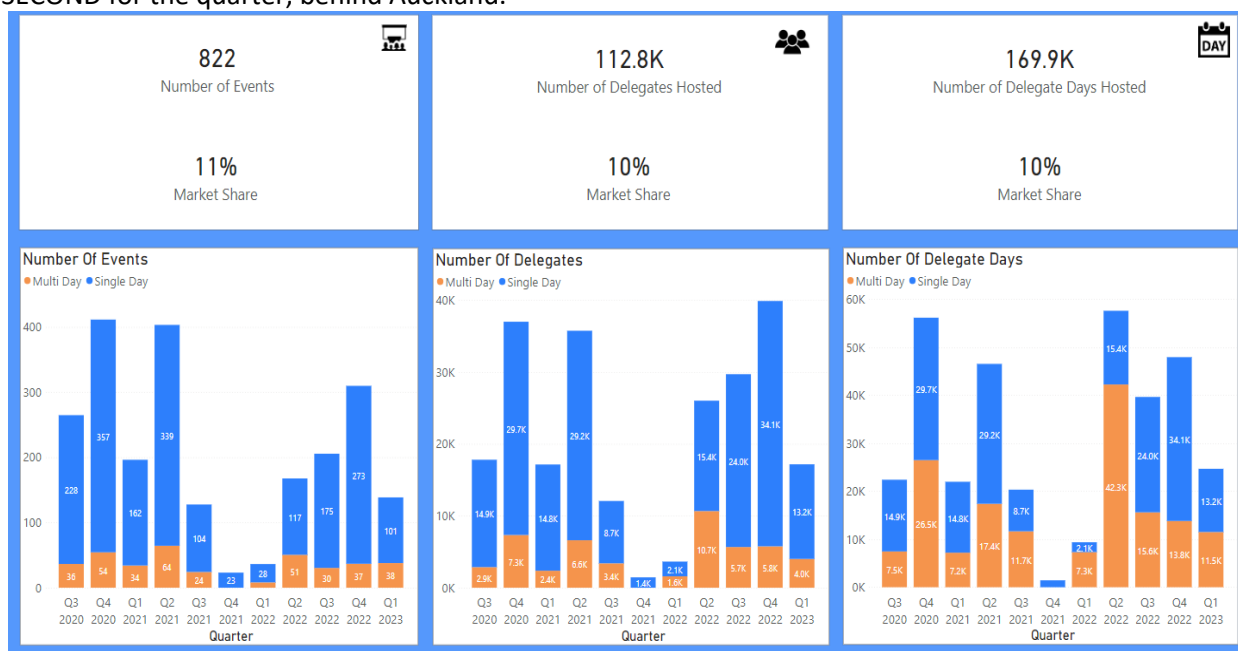 SECOND for the quarter, behind Auckland.
822
Number of Events
11%
Market Share
112.8K
Number of Delegates Hosted
10%
Market Share
DAY
169.9K
Number of Delegate Days Hosted
10%
Market Share
Number Of Events
Multi Day Single Day
400
300
200
100
0
228 357 162 339 104 23 28 117 175 273 101
36 54 34 64 24 51 30 37 38
Q3 Q4 Q1 Q2 Q3 Q4 Q1 Q2 Q3 Q4 Q1
2020 2020 2021 2021 2021 2021 2022 2022 2022 2022 2023
Quarter
Number Of Delegates
Multi Day Single Day
40K
30K
20K
10K
0K
14.9K 29.7K 14.8K 29.2K 8.7K 1.4K 2.1K 15.4K 24.0K 34.1K 13.2K
2.9K 7.3K 2.4K 6.6K 3.4K 1.6K 10.7K 5.7K 5.8K 4.0K
Q3 Q4 Q1 Q2 Q3 Q4 Q1 Q2 Q3 Q4 Q1
2020 2020 2021 2021 2021 2021 2022 2022 2022 2022 2023
Quarter
Number Of Delegate Days
Multi Day Single Day
60K
50K
40K
30K
20K
10K
0K
14.9K 29.7K 14.8K 29.2K 8.7K 2.1K 15.4K 24.0K 34.1K 13.2K
7.5K 26.5K 7.2K 17.4K 11.7K 7.3K 42.3K 15.6K 13.8K 11.5K
Q3 Q4 Q1 Q2 Q3 Q4 Q1 Q2 Q3 Q4 Q1
2020 2020 2021 2021 2021 2021 2022 2022 2022 2022 2023
Quarter